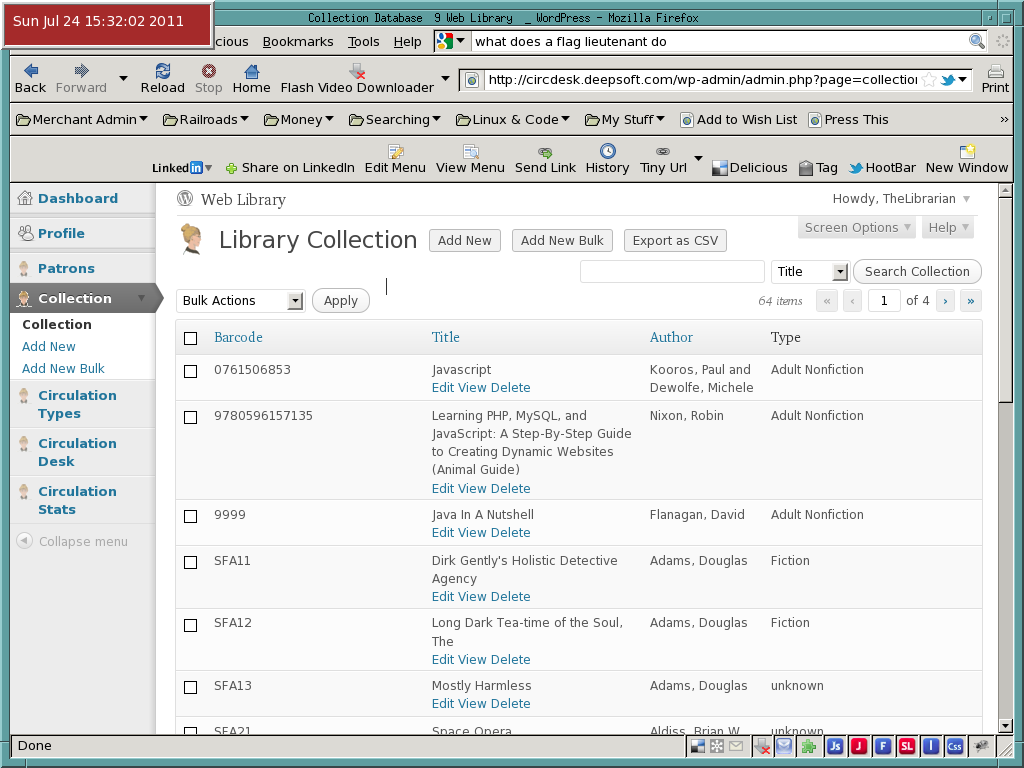 Sun Jul 24 15:32:02 2011
Collection Database 9 Web Library _ WordPress - Mozilla Firefox
Bookmarks Tools Help what does a flag lieutenant do
Back Forward Reload Stop Home Flash Video Downloader http://circdesk.deepsoft.com/wp-admin/admin.php?page=collection Print
Merchant Admin Railroads Money Searching Linux & Code My Stuff Add to Wish List Press This »
Linked in Share on LinkedIn Edit Menu View Menu Send Link History Tiny Url Delicious Tag HootBar New Window
Dashboard
Profile
Patrons
Collection
Collection
Add New
Add New Bulk
Circulation
Types
Circulation
Desk
Circulation
Stats
Collapse menu
Web Library Howdy, TheLibrarian
Screen Options Help
Library Collection Add New Add New Bulk Export as CSV
Title Search Collection
Bulk Actions Apply 64 items « ‹ 1 of 4 › »
Barcode Title Author Type
0761506853 Javascript Kooros, Paul and Adult Nonfiction
Edit View Delete Dewolfe, Michele
9780596157135 Learning PHP, MySQL, and Nixon, Robin Adult Nonfiction
JavaScript: A Step-By-Step Guide
to Creating Dynamic Websites
(Animal Guide)
Edit View Delete
9999 Java In A Nutshell Flanagan, David Adult Nonfiction
Edit View Delete
SFA11 Dirk Gently's Holistic Detective Adams, Douglas Fiction
Agency
Edit View Delete
SFA12 Long Dark Tea-time of the Soul, Adams, Douglas Fiction
The
Edit View Delete
SFA13 Mostly Harmless Adams, Douglas unknown
Edit View Delete
SFA21 Space Opera Aldiss, Brian W. unknown
Done Js J F SL I Css